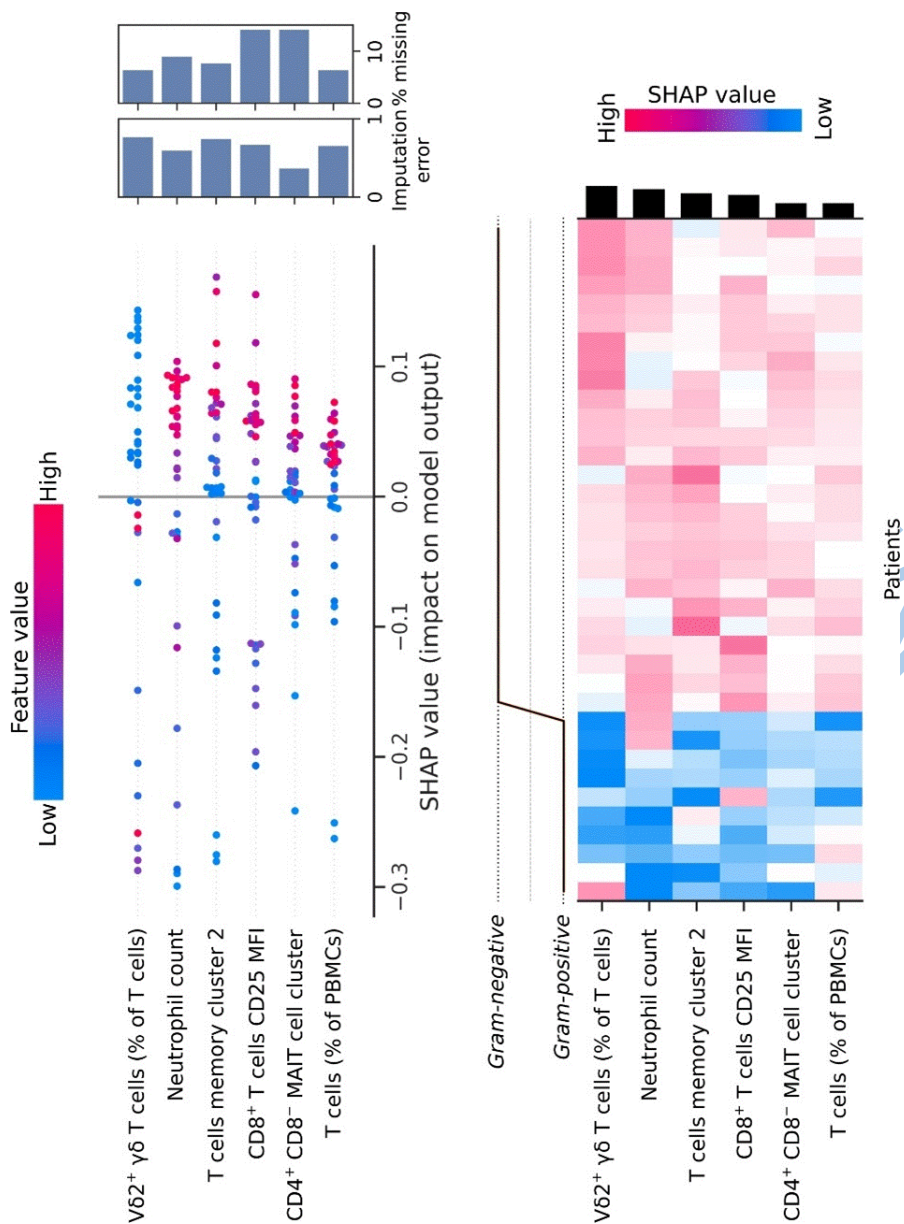 Feature value
Low
High
Vδ2⁺ γδ T cells (% of T cells)
Neutrophil count
T cells memory cluster 2
CD8⁺ T cells CD25 MFI
CD4⁺ CD8⁻ MAIT cell cluster
T cells (% of PBMCs)
−0.3
−0.2
−0.1
0.0
0.1
SHAP value (impact on model output)
0
1
Imputation
error
0
10
% missing
Gram-negative
Gram-positive
Vδ2⁺ γδ T cells (% of T cells)
Neutrophil count
T cells memory cluster 2
CD8⁺ T cells CD25 MFI
CD4⁺ CD8⁻ MAIT cell cluster
T cells (% of PBMCs)
Patients
High
SHAP value
Low